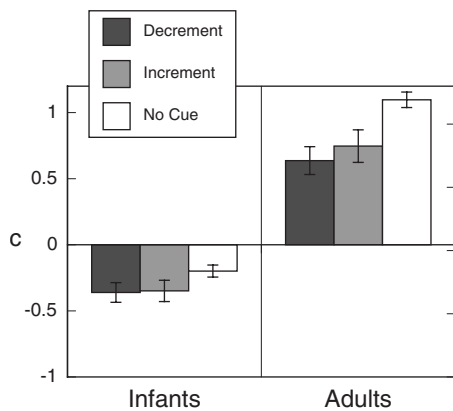 Decrement
Increment
No Cue
1
0.5
0
-0.5
-1
c
Infants Adults